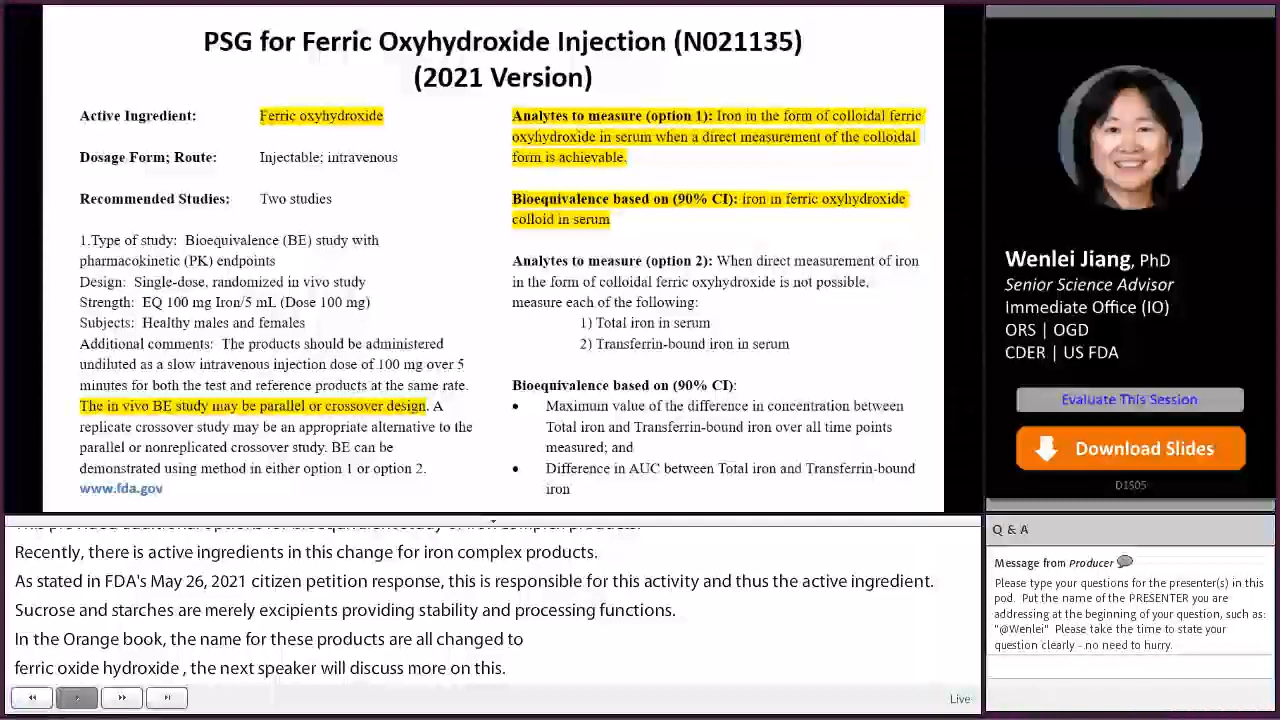 PSG for Ferric Oxyhydroxide Injection (N021135)
(2021 Version)
Active Ingredient: Ferric oxyhydroxide
Dosage Form; Route: Injectable; intravenous
Recommended Studies: Two studies
1.Type of study: Bioequivalence (BE) study with
pharmacokinetic (PK) endpoints
Design: Single-dose, randomized in vivo study
Strength: EQ 100 mg Iron/5 mL (Dose 100 mg)
Subjects: Healthy males and females
Additional comments: The products should be administered
undiluted as a slow intravenous injection dose of 100 mg over 5
minutes for both the test and reference products at the same rate.
The in vivo BE study may be parallel or crossover design. A
replicate crossover study may be an appropriate alternative to the
parallel or nonreplicated crossover study. BE can be
demonstrated using method in either option 1 or option 2.
www.fda.gov
Analytes to measure (option 1): Iron in the form of colloidal ferric
oxyhydroxide in serum when a direct measurement of the colloidal
form is achievable.
Bioequivalence based on (90% CI): iron in ferric oxyhydroxide
colloid in serum
Analytes to measure (option 2): When direct measurement of iron
in the form of colloidal ferric oxyhydroxide is not possible,
measure each of the following:
1) Total iron in serum
2) Transferrin-bound iron in serum
Bioequivalence based on (90% CI):
• Maximum value of the difference in concentration between
Total iron and Transferrin-bound iron over all time points
measured; and
• Difference in AUC between Total iron and Transferrin-bound
iron
Wenlei Jiang, PhD
Senior Science Advisor
Immediate Office (IO)
ORS | OGD
CDER | US FDA
Evaluate This Session
Download Slides
D1S05
Recently, there is active ingredients in this change for iron complex products.
As stated in FDA's May 26, 2021 citizen petition response, this is responsible for this activity and thus the active ingredient.
Sucrose and starches are merely excipients providing stability and processing functions.
In the Orange book, the name for these products are all changed to
ferric oxide hydroxide , the next speaker will discuss more on this.
Live
Q & A
Message from Producer
Please type your questions for the presenter(s) in this
pod. Put the name of the PRESENTER you are
addressing at the beginning of your question, such as:
"@Wenlei" Please take the time to state your
question clearly - no need to hurry.